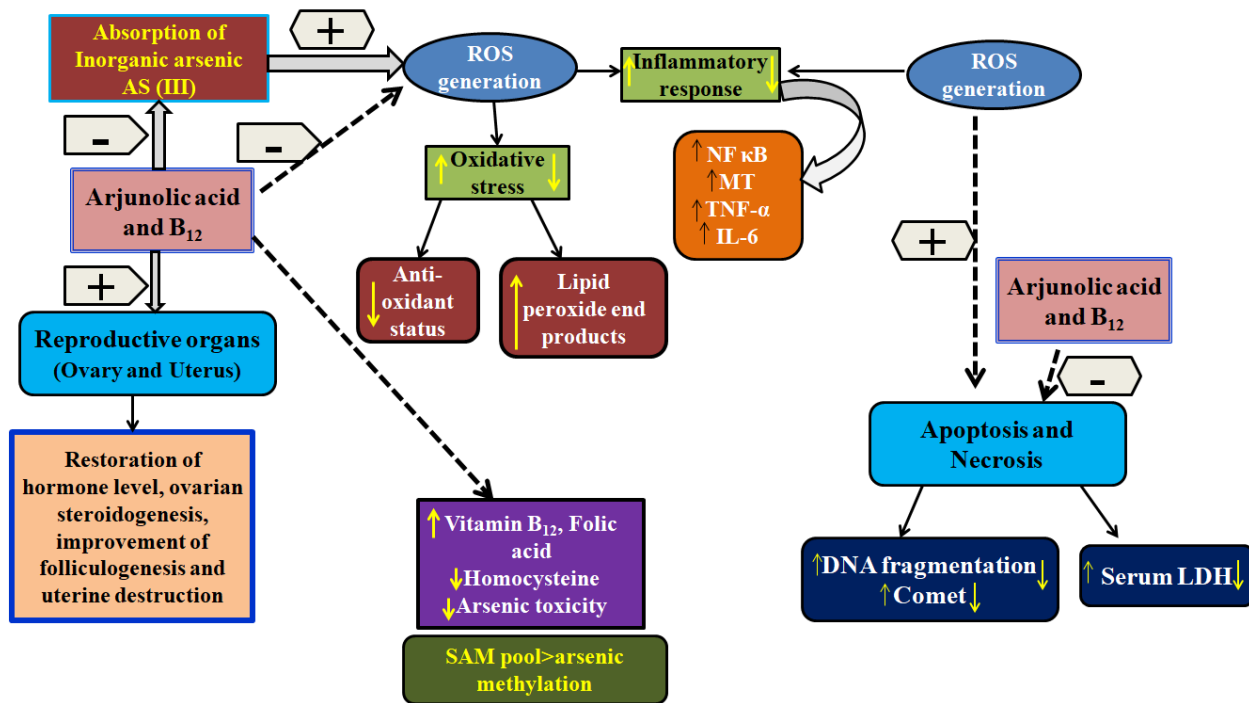 Absorption of
Inorganic arsenic
AS (III)
+
ROS
generation
↑ Inflammatory ↓
response
ROS
generation
-
-
↑ NF κB
↑MT
↑TNF-α
↑ IL-6
↑ Oxidative ↓
stress
Arjunolic acid
and B₁₂
+
Anti-
↓ oxidant
status
↑ Lipid
peroxide end
products
+
Arjunolic acid
and B₁₂
-
Reproductive organs
(Ovary and Uterus)
Apoptosis and
Necrosis
Restoration of
hormone level, ovarian
steroidogenesis,
improvement of
folliculogenesis and
uterine destruction
↑ Vitamin B₁₂, Folic
acid
↓Homocysteine
↓Arsenic toxicity
↑DNA fragmentation↓
↑Comet↓
↑ Serum LDH↓
SAM pool>arsenic
methylation